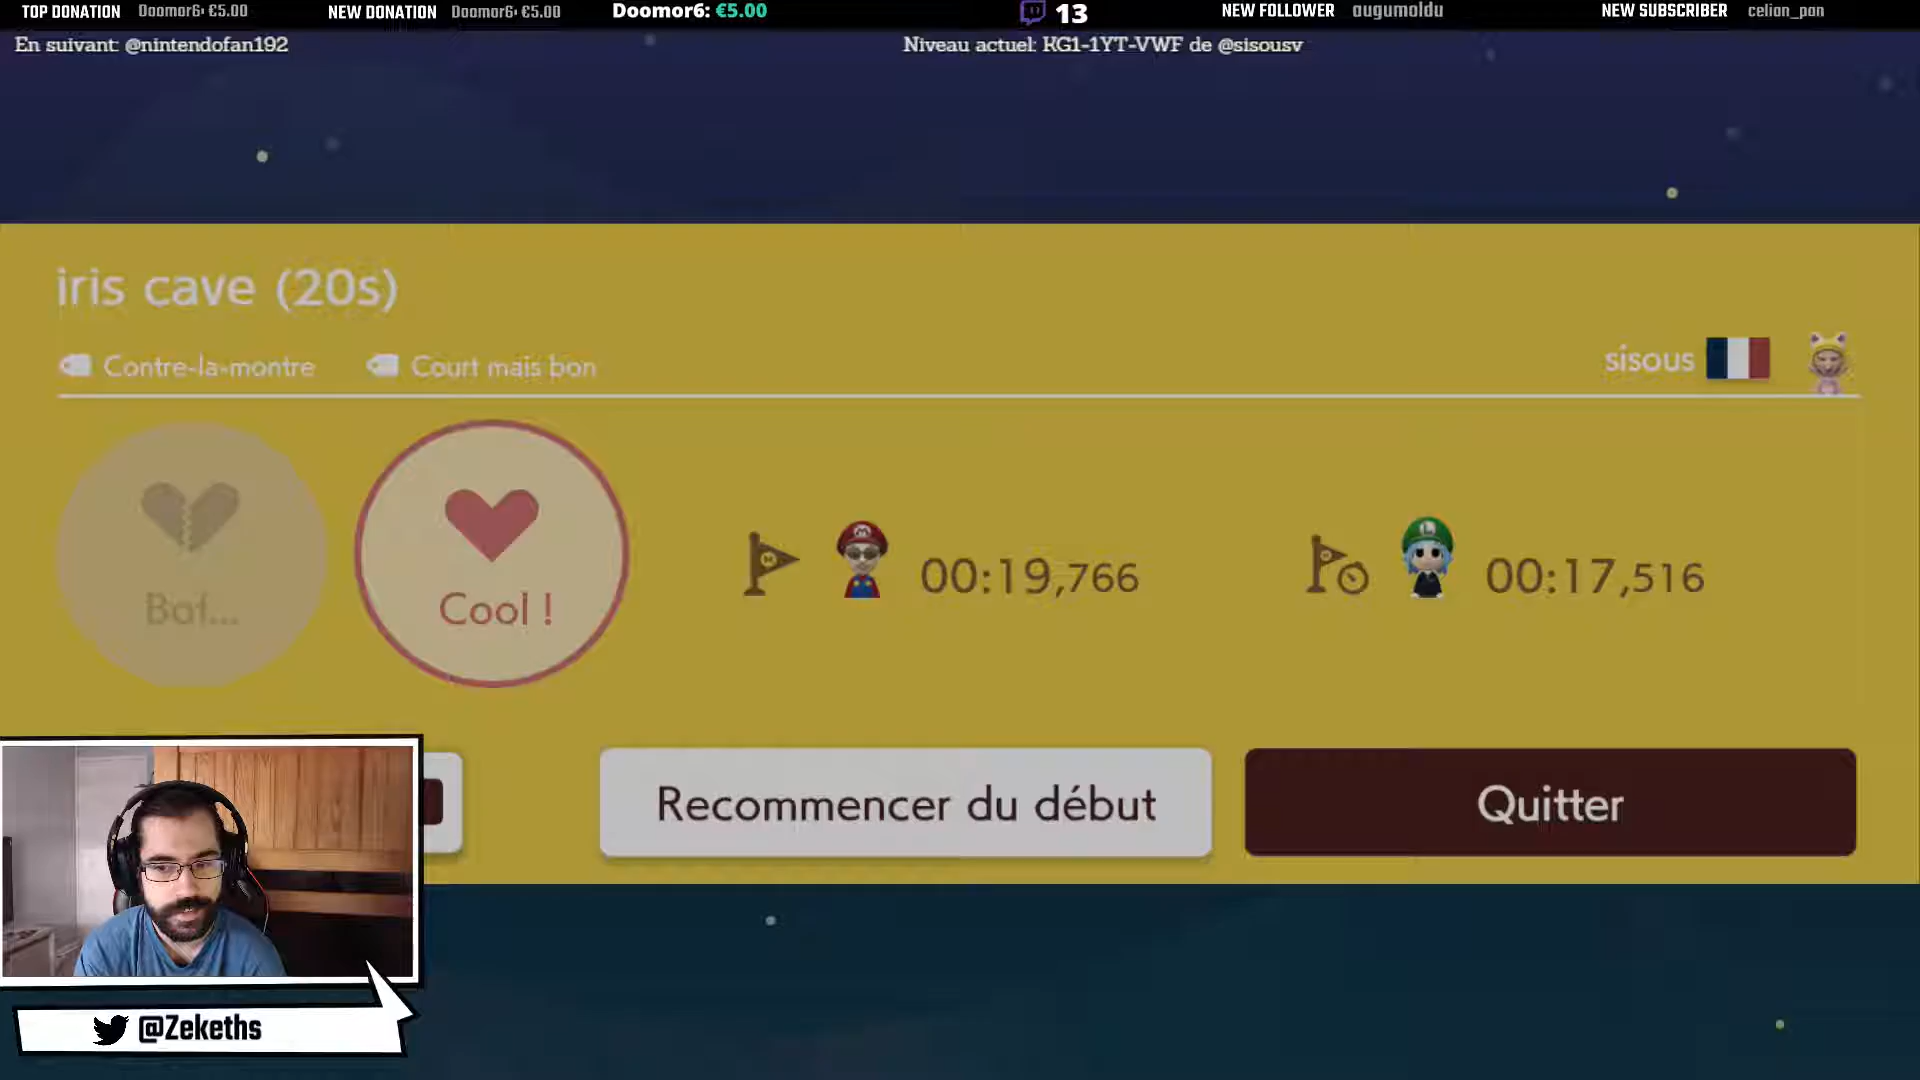 TOP DONATION Doomor6: €5.00 NEW DONATION Doomor6: €5.00 Doomor6: €5.00 13 NEW FOLLOWER augumoldu NEW SUBSCRIBER celian_pan
En suivant: @nintendofan192 Niveau actuel: KG1-1YT-VWF de @sisousv
iris cave (20s)
Contre-la-montre Court mais bon sisous
Bof... Cool ! 00:19,766 00:17,516
Recommencer du début Quitter
@Zekeths